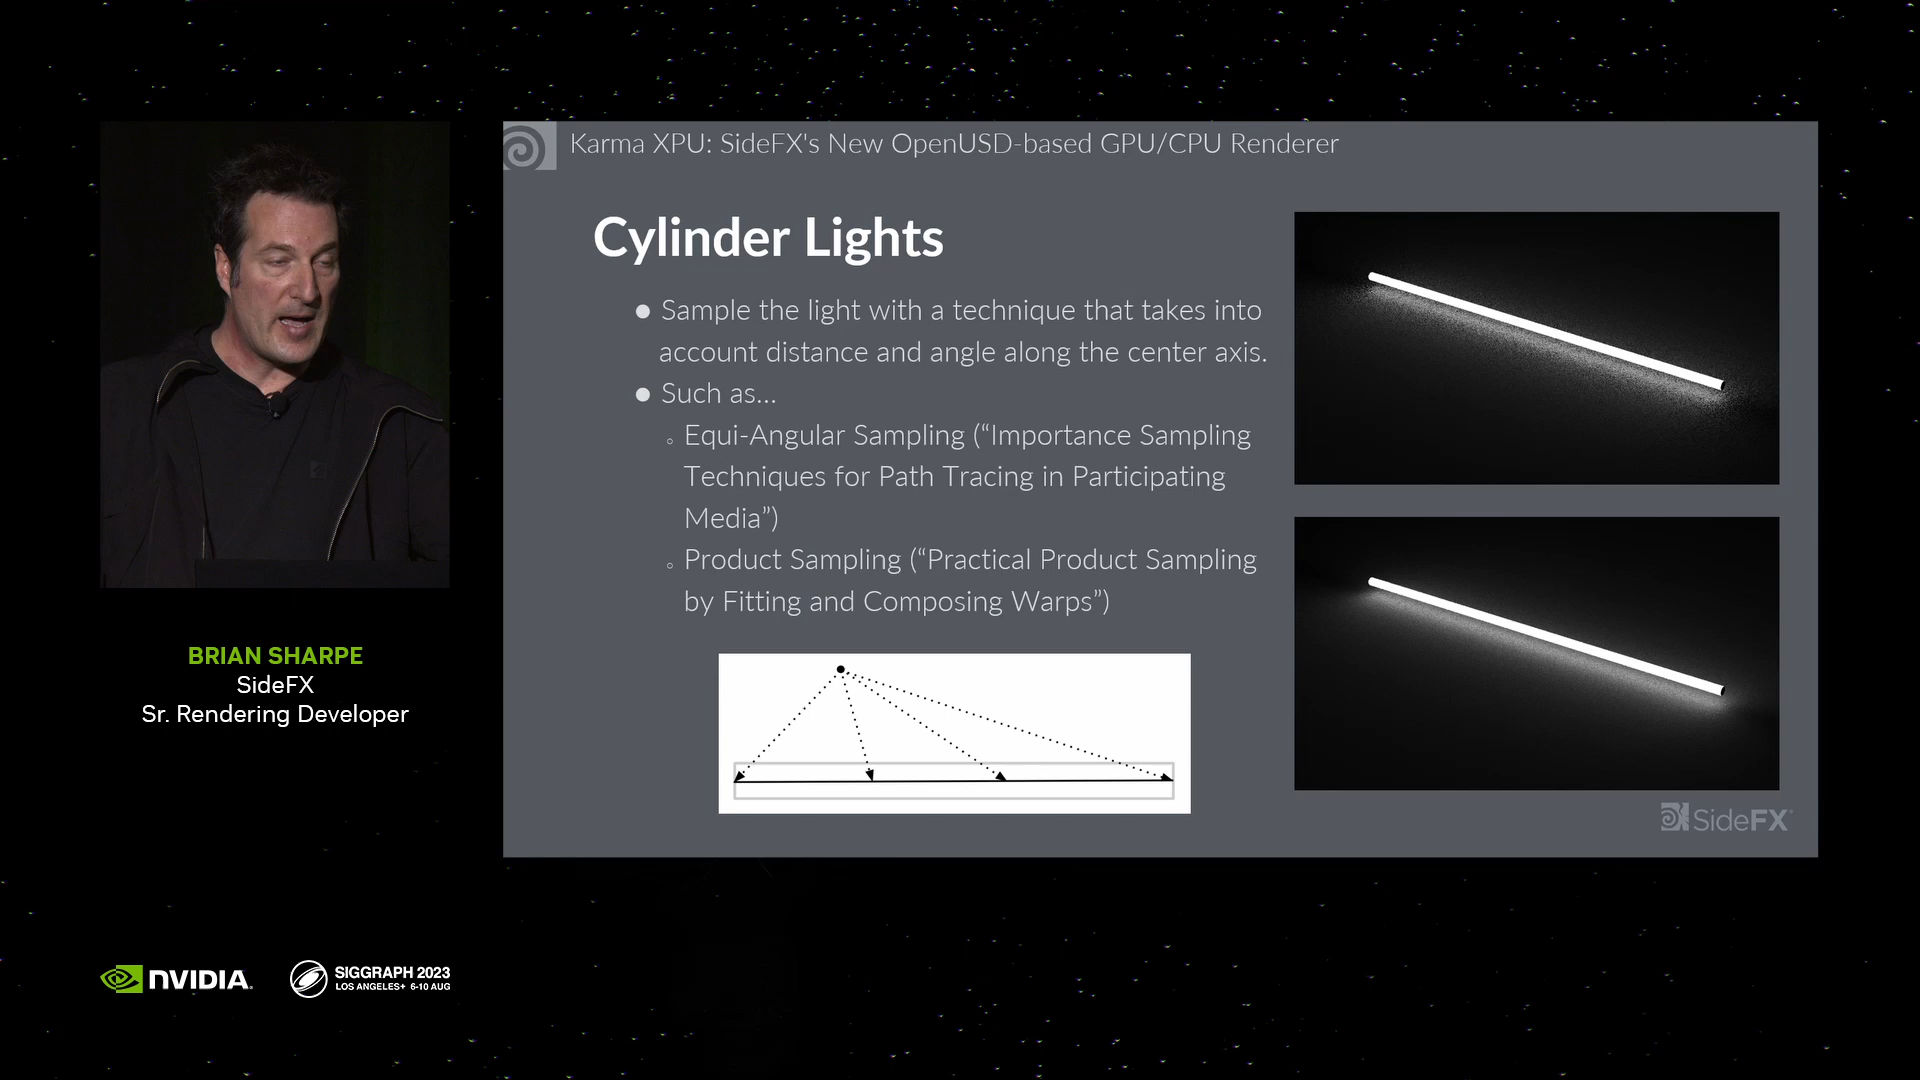 Karma XPU: SideFX's New OpenUSD-based GPU/CPU Renderer
Cylinder Lights
● Sample the light with a technique that takes into
account distance and angle along the center axis.
● Such as...
○ Equi-Angular Sampling (“Importance Sampling
Techniques for Path Tracing in Participating
Media”)
○ Product Sampling (“Practical Product Sampling
by Fitting and Composing Warps”)
SideFX
BRIAN SHARPE
SideFX
Sr. Rendering Developer
NVIDIA.
SIGGRAPH 2023
LOS ANGELES+ 6-10 AUG